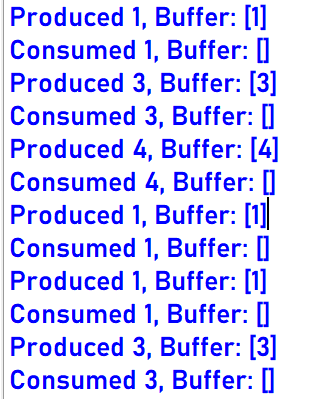 Produced 1, Buffer: [1]
Consumed 1, Buffer: []
Produced 3, Buffer: [3]
Consumed 3, Buffer: []
Produced 4, Buffer: [4]
Consumed 4, Buffer: []
Produced 1, Buffer: [1]
Consumed 1, Buffer: []
Produced 1, Buffer: [1]
Consumed 1, Buffer: []
Produced 3, Buffer: [3]
Consumed 3, Buffer: []